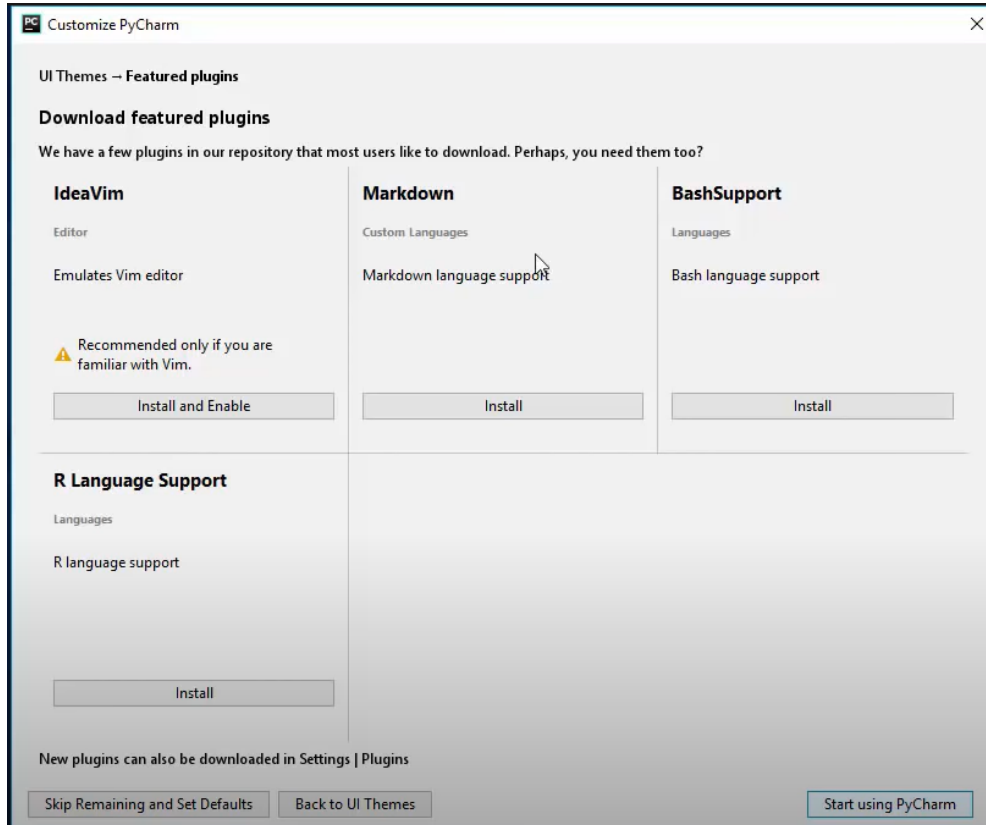 PC Customize PyCharm
UI Themes → Featured plugins
Download featured plugins
We have a few plugins in our repository that most users like to download. Perhaps, you need them too?
IdeaVim
Editor
Emulates Vim editor
Recommended only if you are
familiar with Vim.
Install and Enable
Markdown
Custom Languages
Markdown language support
Install
BashSupport
Languages
Bash language support
Install
R Language Support
Languages
R language support
Install
New plugins can also be downloaded in Settings | Plugins
Skip Remaining and Set Defaults
Back to UI Themes
Start using PyCharm